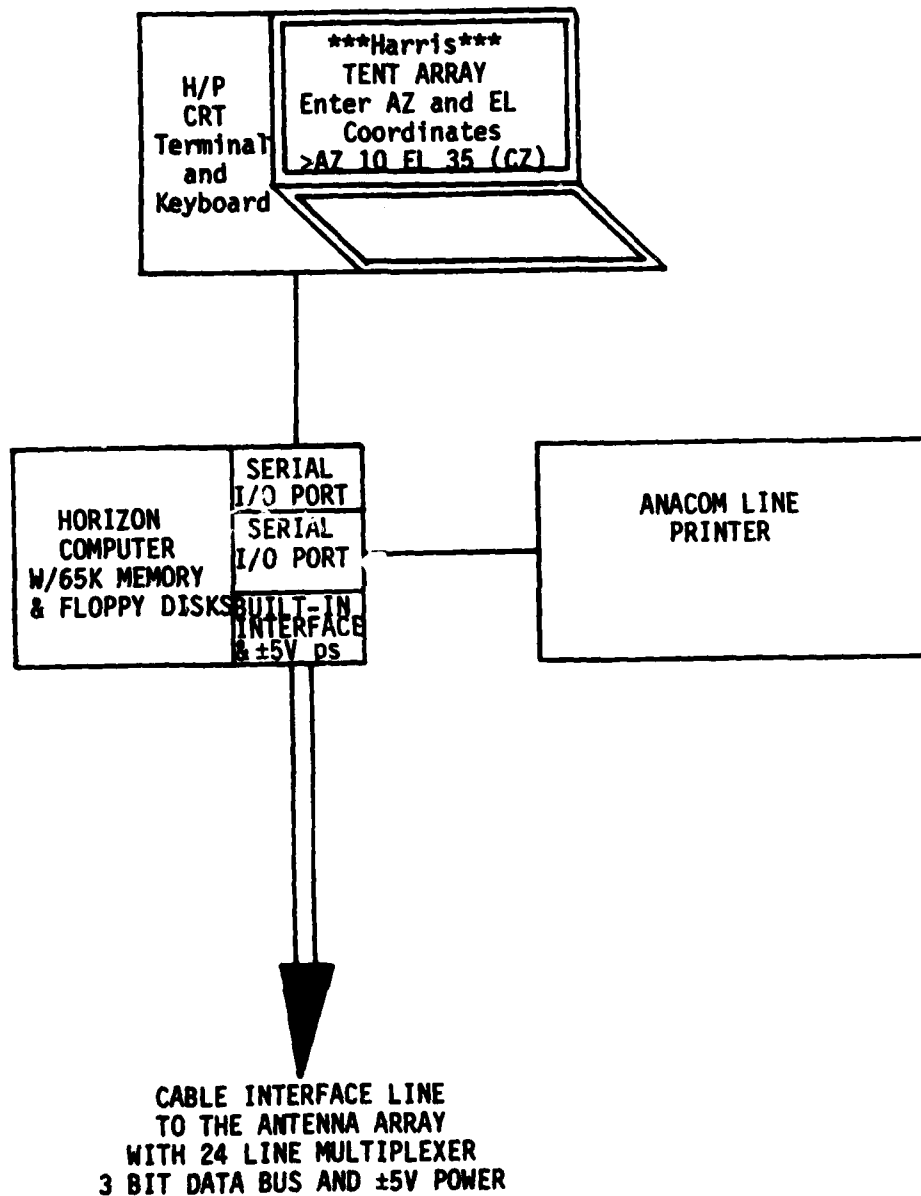 H/P
CRT
Terminal
and
Keyboard
***Harris***
TENT ARRAY
Enter AZ and EL
Coordinates
>AZ 10 EL 35 (CZ)
HORIZON
COMPUTER
W/65K MEMORY
& FLOPPY DISKS
SERIAL
I/O PORT
SERIAL
I/O PORT
BUILT-IN
INTERFACE
& ±5V ps
ANACOM LINE
PRINTER
CABLE INTERFACE LINE
TO THE ANTENNA ARRAY
WITH 24 LINE MULTIPLEXER
3 BIT DATA BUS AND ±5V POWER